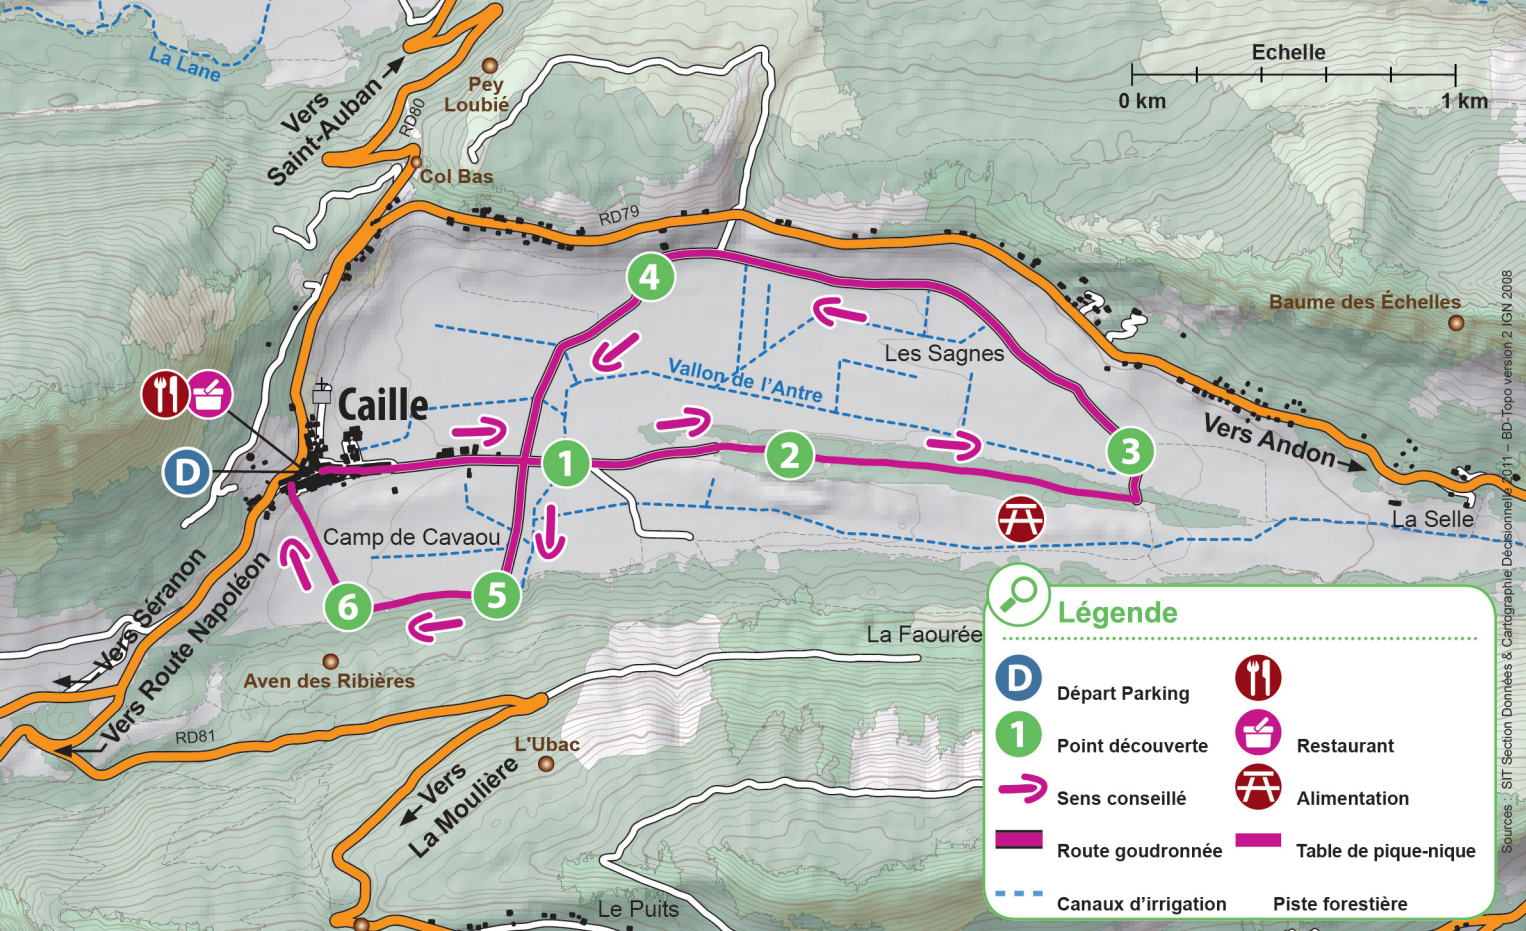 La Lane
Vers
Saint-Auban
RD80
Pey
Loubié
Col Bas
Echelle
0 km
1 km
RD79
Baume des Échelles
4
Les Sagnes
Vallon de l'Antre
Caille
D
1
2
3
Vers Andon
La Selle
Camp de Cavaou
5
6
Vers Séranon
Vers Route Napoléon
Aven des Ribières
RD81
La Faourée
L'Ubac
Vers
La Moulière
Le Puits
Légende
D
Départ Parking
1
Point découverte
Restaurant
Sens conseillé
Alimentation
Route goudronnée
Table de pique-nique
Canaux d'irrigation
Piste forestière
Sources : SIT Section Données & Cartographie Décisionnelle 2011 – BD-Topo version 2 IGN 2008